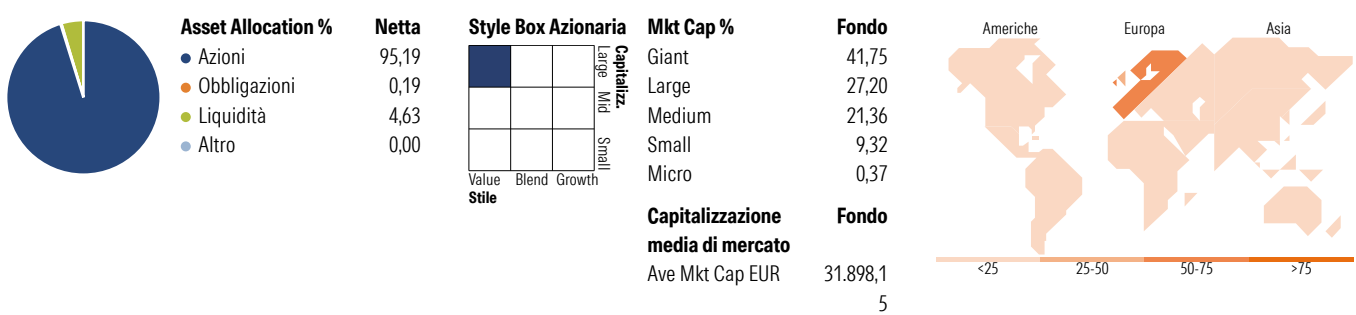 Asset Allocation % Netta
Azioni 95,19
Obbligazioni 0,19
Liquidità 4,63
Altro 0,00
Style Box Azionaria
Capitalizz.
Large Mid Small
Value Blend Growth
Stile
Mkt Cap % Fondo
Giant 41,75
Large 27,20
Medium 21,36
Small 9,32
Micro 0,37
Capitalizzazione Fondo
media di mercato
Ave Mkt Cap EUR 31.898,1
5
Americhe Europa Asia
<25 25-50 50-75 >75